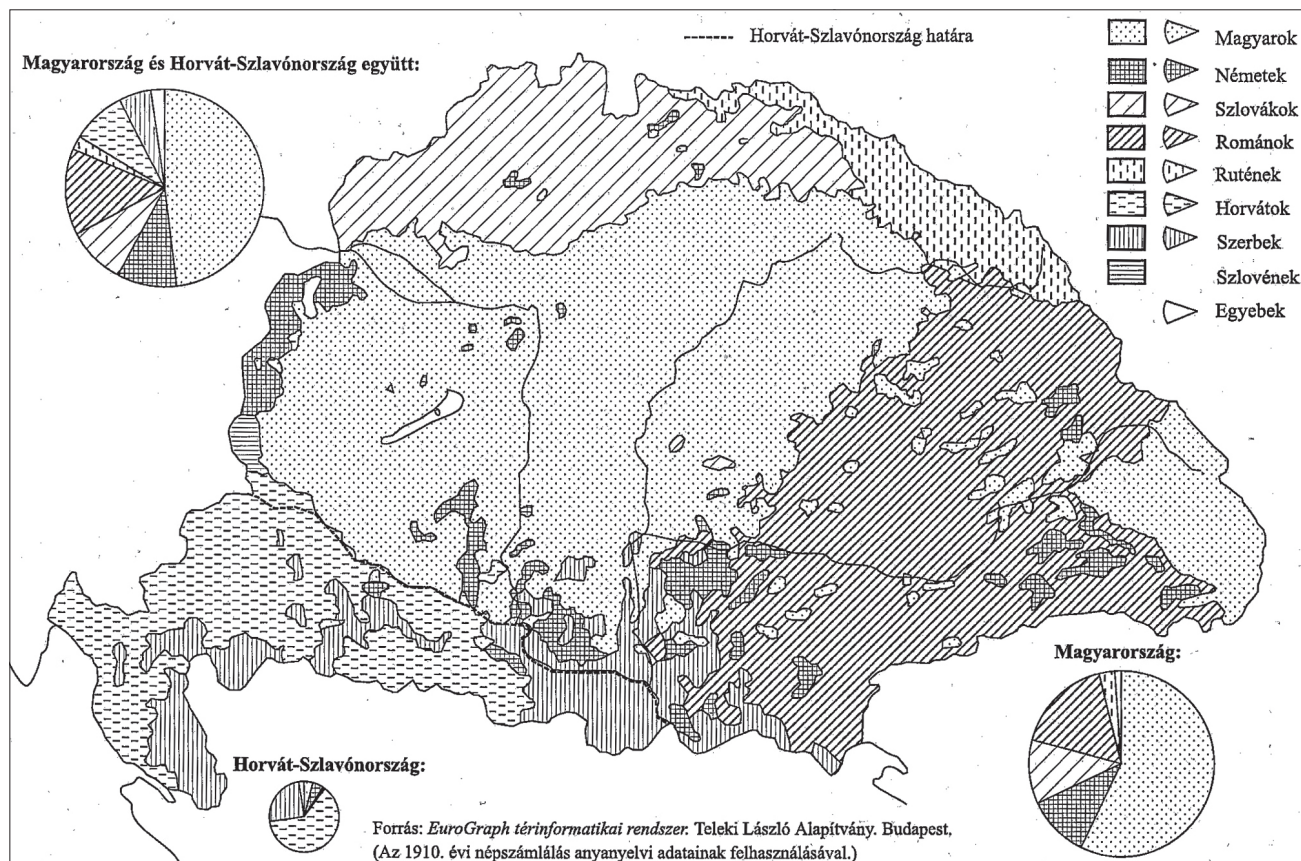 Magyarország és Horvát-Szlavónország együtt:
Horvát-Szlavónország határa
Magyarok
Németek
Szlovákok
Románok
Rutének
Horvátok
Szerbek
Szlovének
Egyebek
Magyarország:
Horvát-Szlavónország:
Forrás: EuroGraph térinformatikai rendszer. Teleki László Alapítvány. Budapest,
(Az 1910. évi népszámlálás anyanyelvi adatainak felhasználásával.)